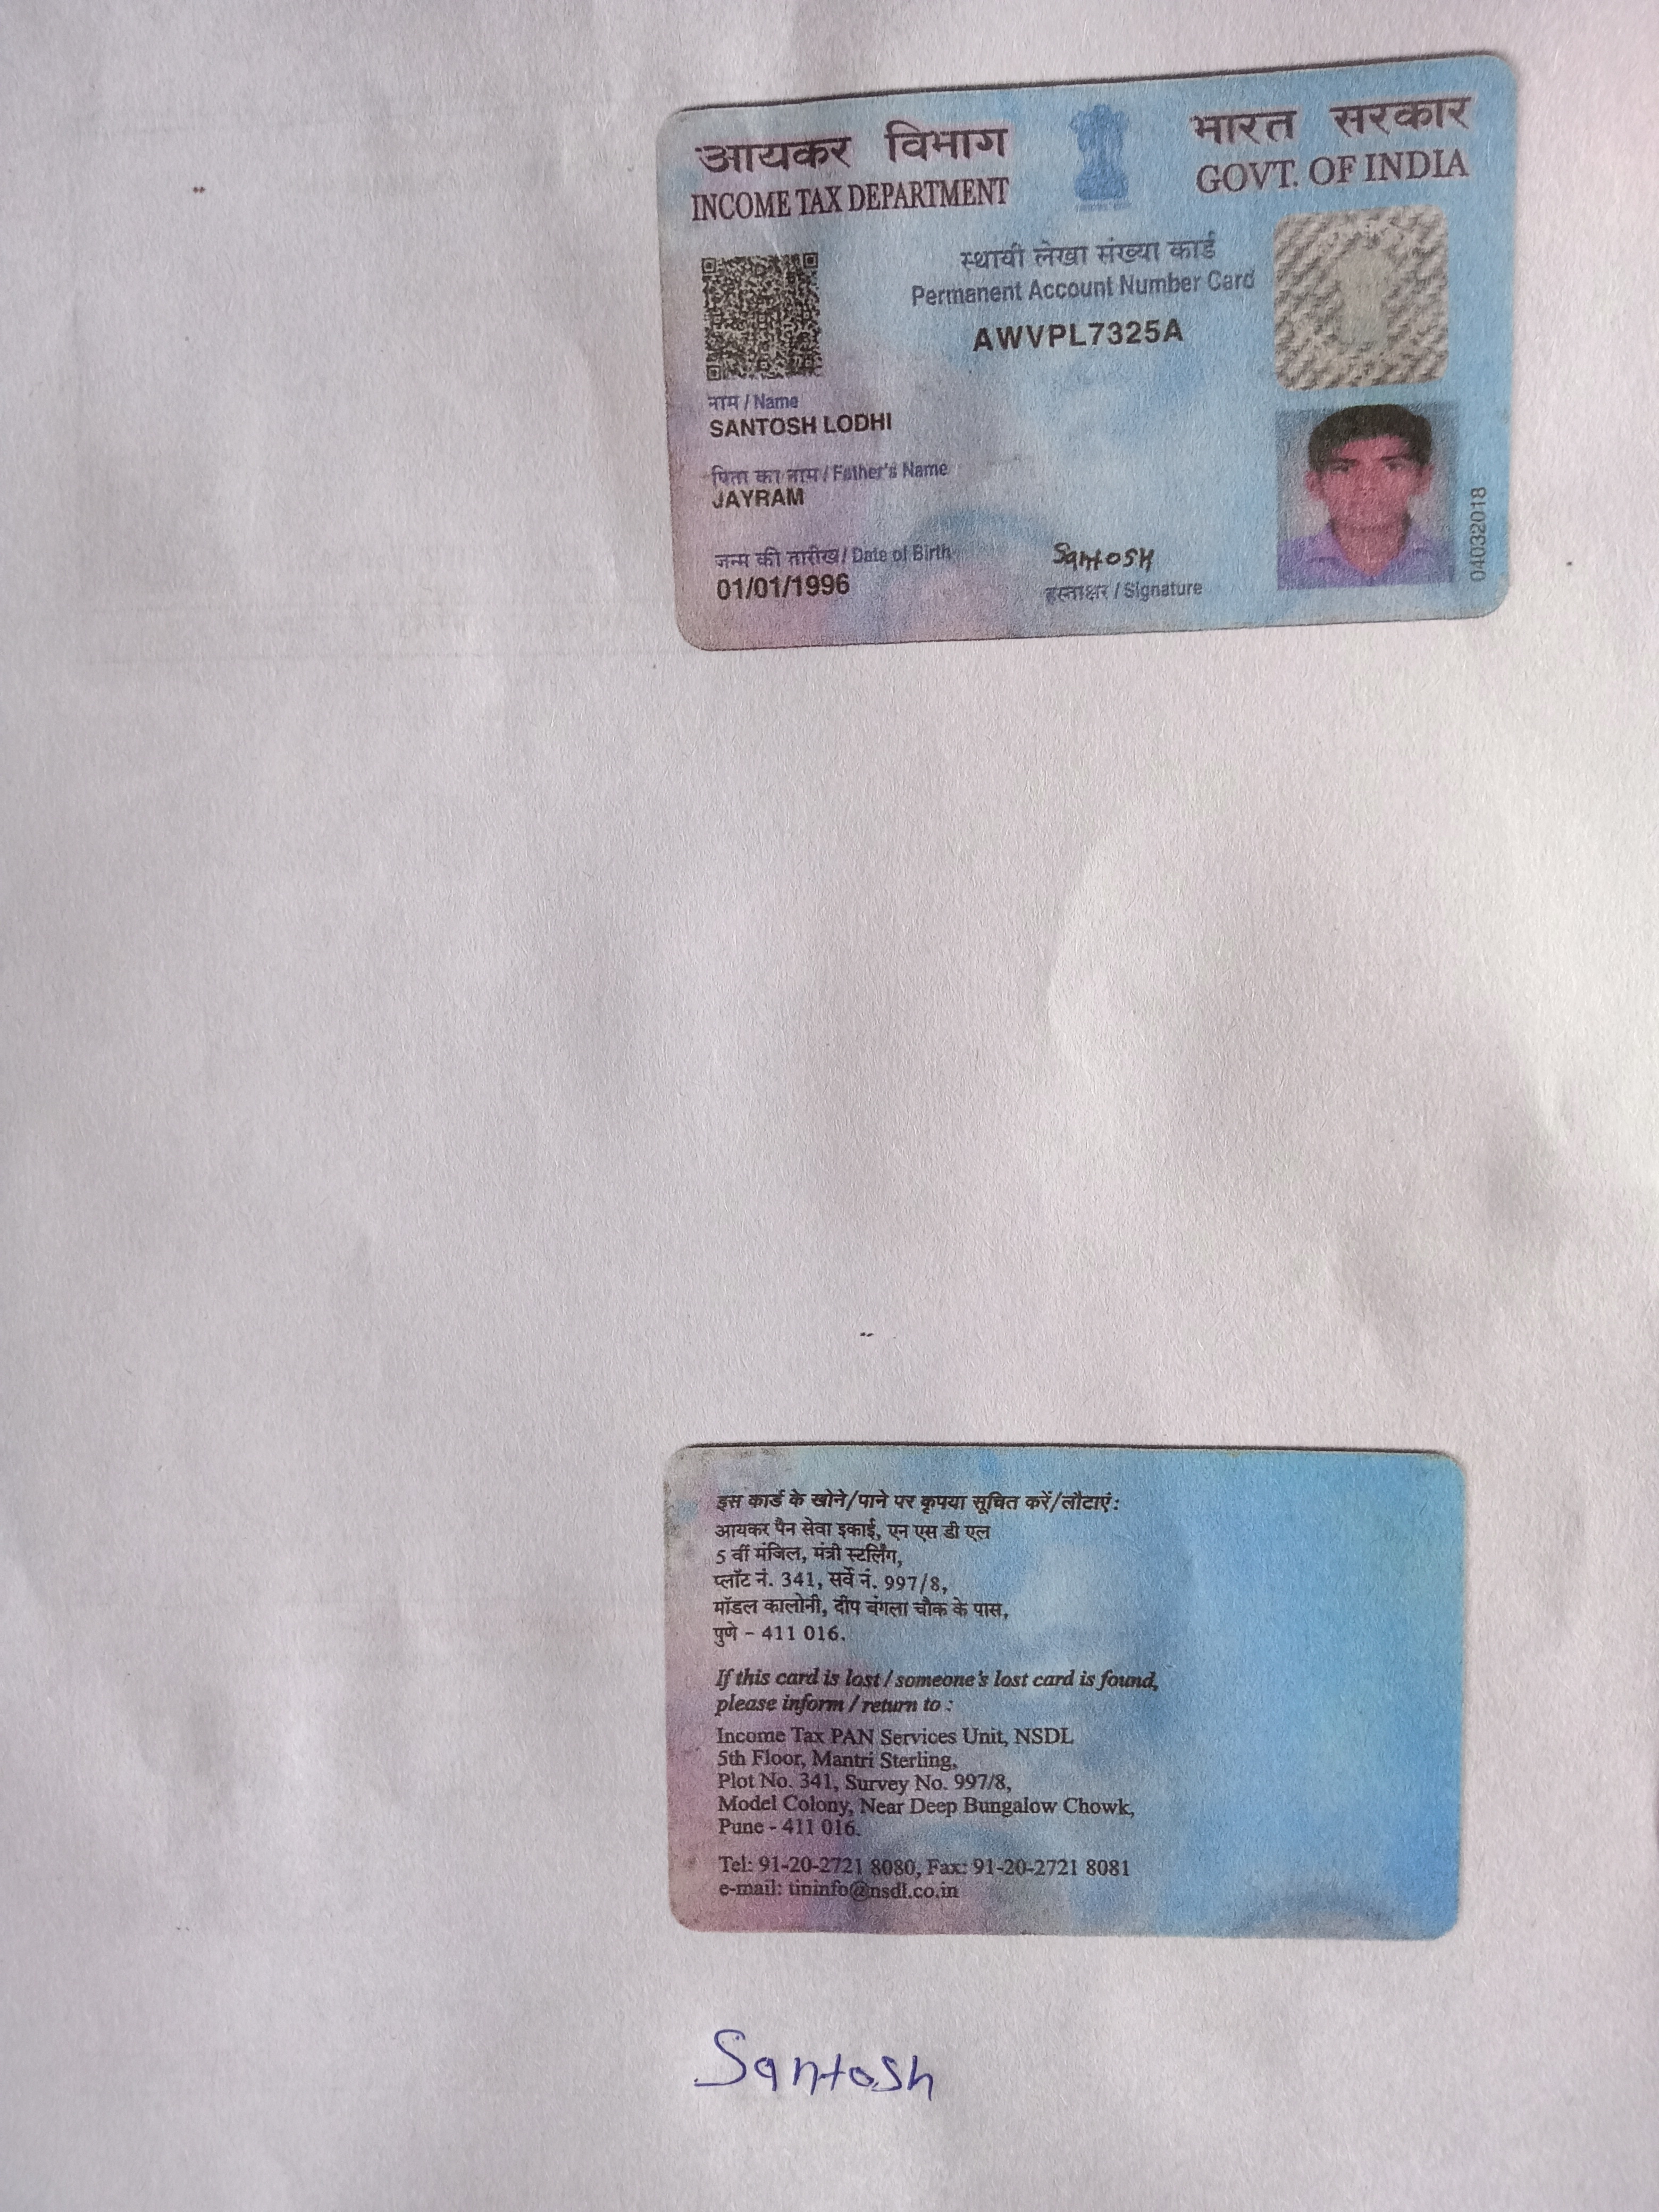 आयकर विभाग
INCOME TAX DEPARTMENT
भारत सरकार
GOVT. OF INDIA
स्थायी लेखा संख्या कार्ड
Permanent Account Number Card
AWVPL7325A
नाम / Name
SANTOSH LODHI
पिता का नाम / Father's Name
JAYRAM
जन्म की तारीख / Date of Birth
01/01/1996
Santosh
हस्ताक्षर / Signature
04032018
इस कार्ड के खोने/पाने पर कृपया सूचित करें/लौटाएं :
आयकर पैन सेवा इकाई, एन एस डी एल
5 वीं मंजिल, मंत्री स्टर्लिंग,
प्लॉट नं. 341, सर्वे नं. 997/8,
मॉडल कालोनी, दीप बंगला चौक के पास,
पुणे - 411 016.
If this card is lost / someone's lost card is found,
please inform / return to :
Income Tax PAN Services Unit, NSDL
5th Floor, Mantri Sterling,
Plot No. 341, Survey No. 997/8,
Model Colony, Near Deep Bungalow Chowk,
Pune - 411 016.
Tel: 91-20-2721 8080, Fax: 91-20-2721 8081
e-mail: tininfo@nsdl.co.in
Santosh